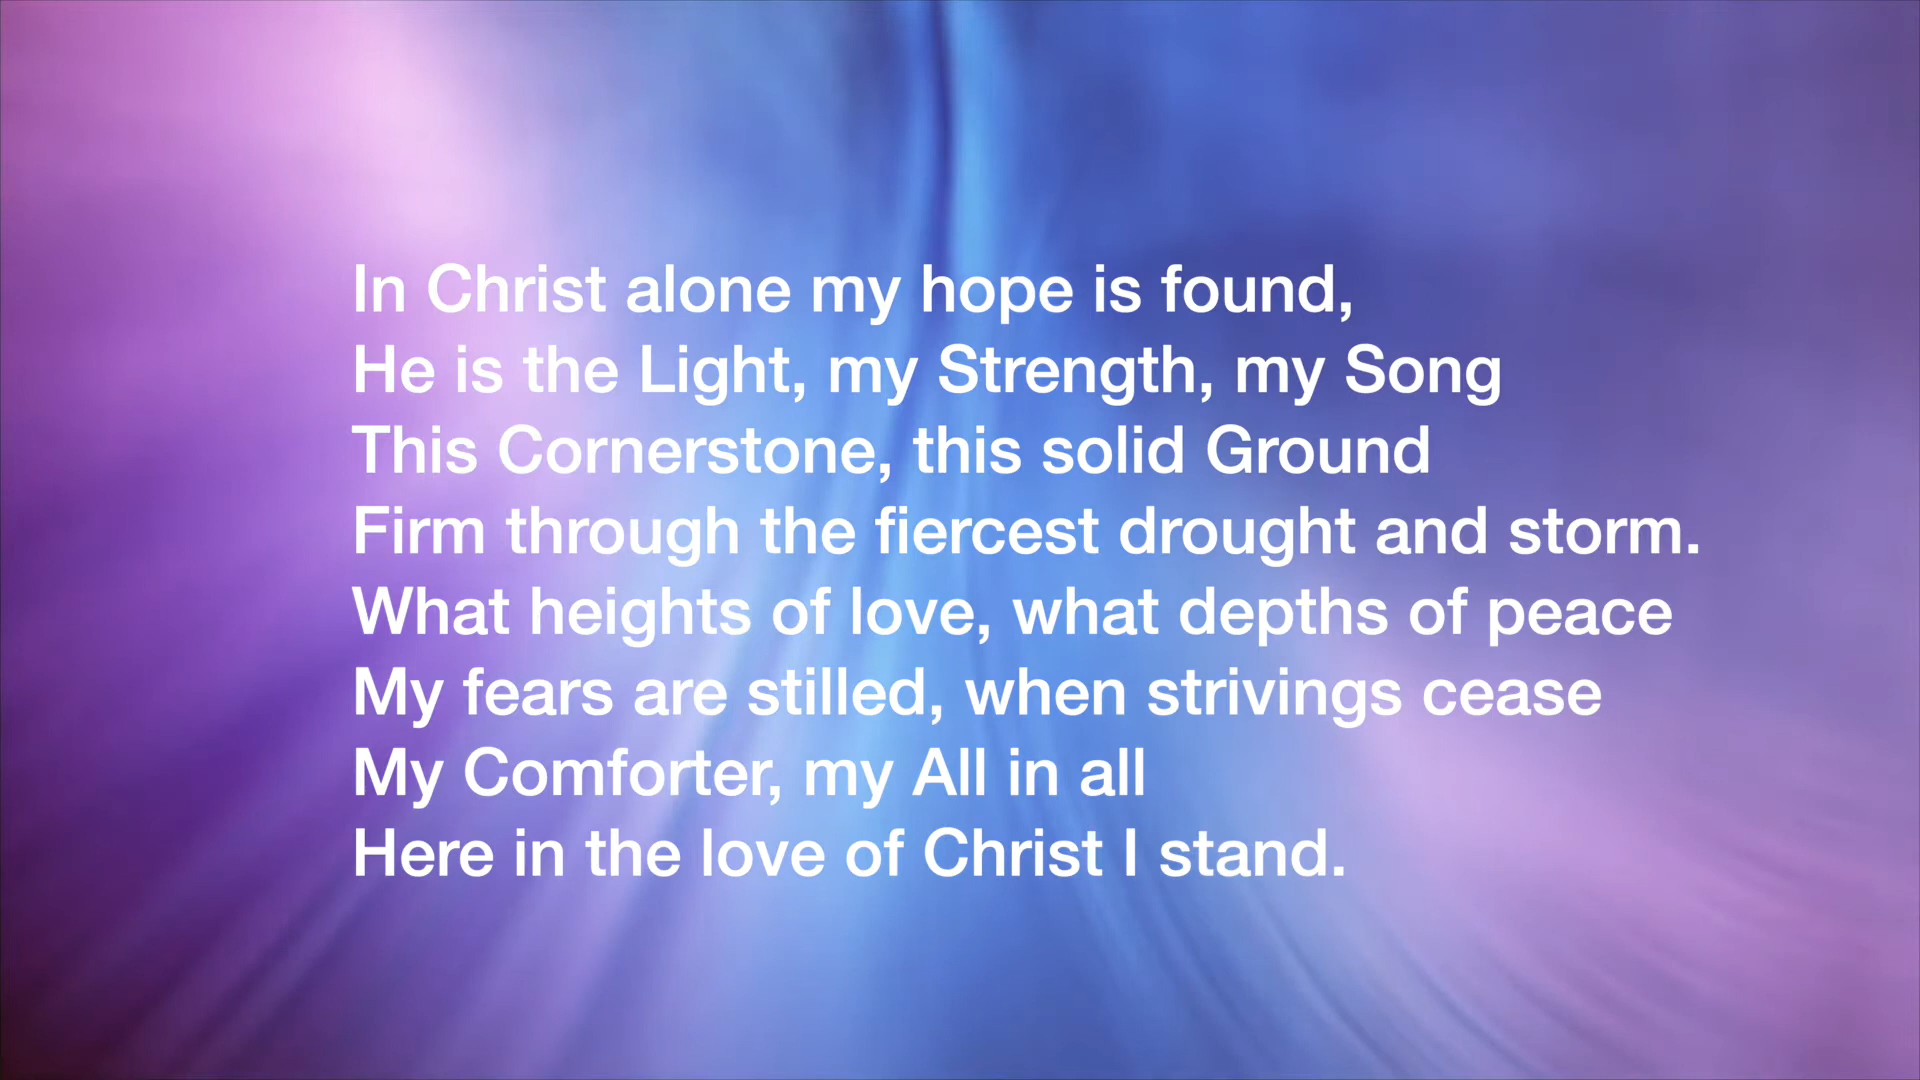 In Christ alone my hope is found,
He is the Light, my Strength, my Song
This Cornerstone, this solid Ground
Firm through the fiercest drought and storm.
What heights of love, what depths of peace
My fears are stilled, when strivings cease
My Comforter, my All in all
Here in the love of Christ I stand.